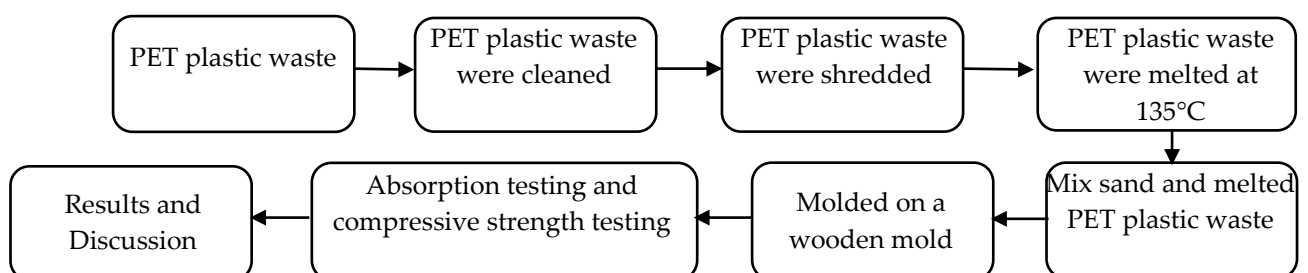 PET plastic waste
PET plastic waste
were cleaned
PET plastic waste
were shredded
PET plastic waste
were melted at
135°C
Mix sand and melted
PET plastic waste
Molded on a
wooden mold
Absorption testing and
compressive strength testing
Results and
Discussion